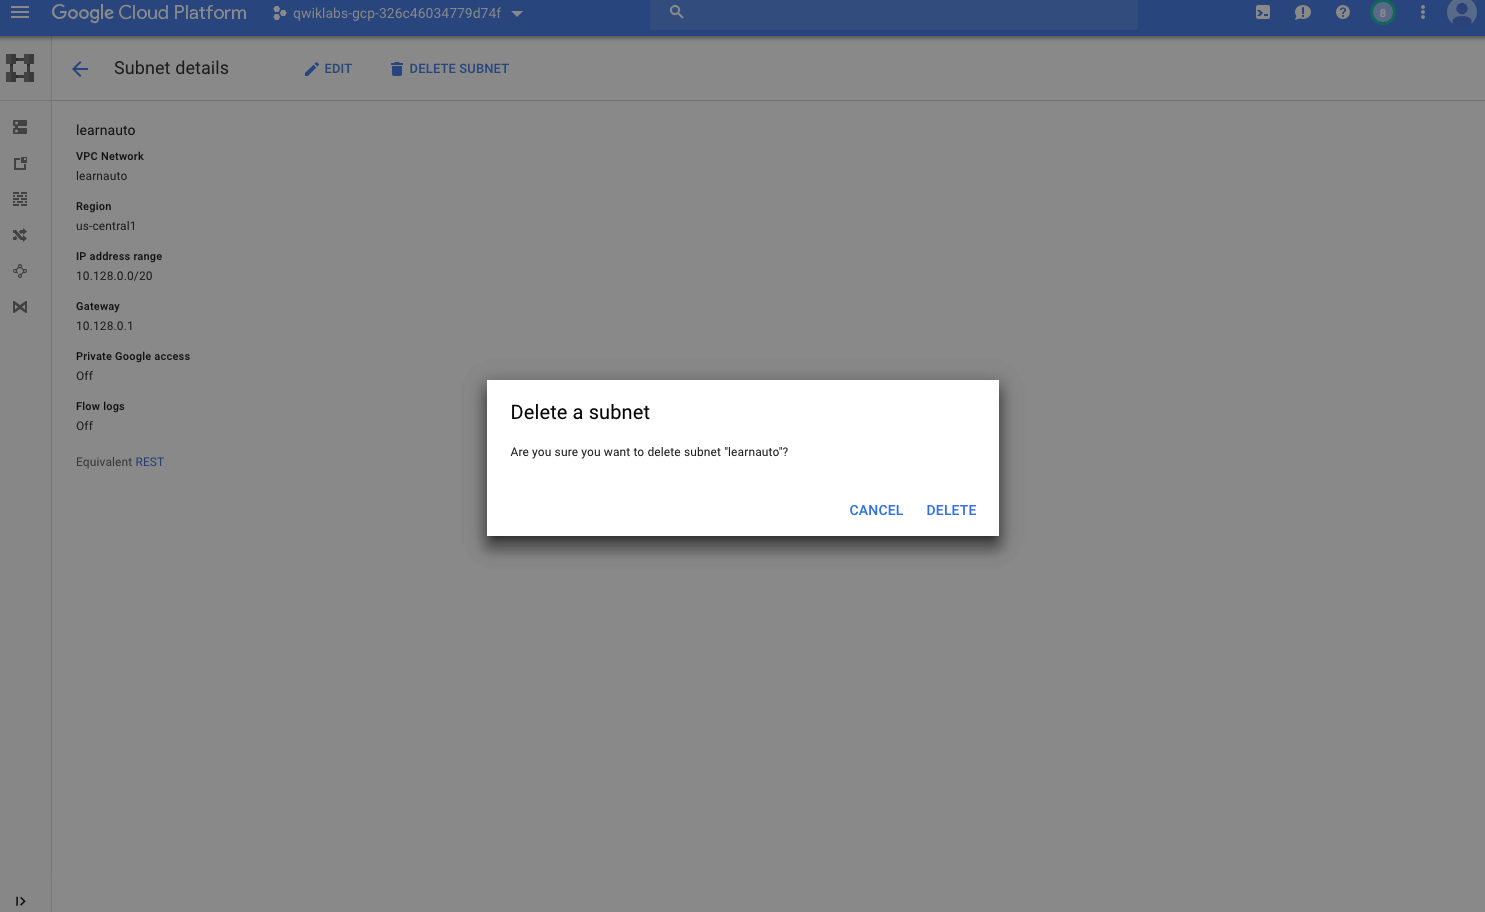 Google Cloud Platform
qwiklabs-gcp-326c46034779d74f
8
Subnet details
EDIT
DELETE SUBNET
learnauto
VPC Network
learnauto
Region
us-central1
IP address range
10.128.0.0/20
Gateway
10.128.0.1
Private Google access
Off
Flow logs
Off
Equivalent REST
Delete a subnet
Are you sure you want to delete subnet "learnauto"?
CANCEL
DELETE